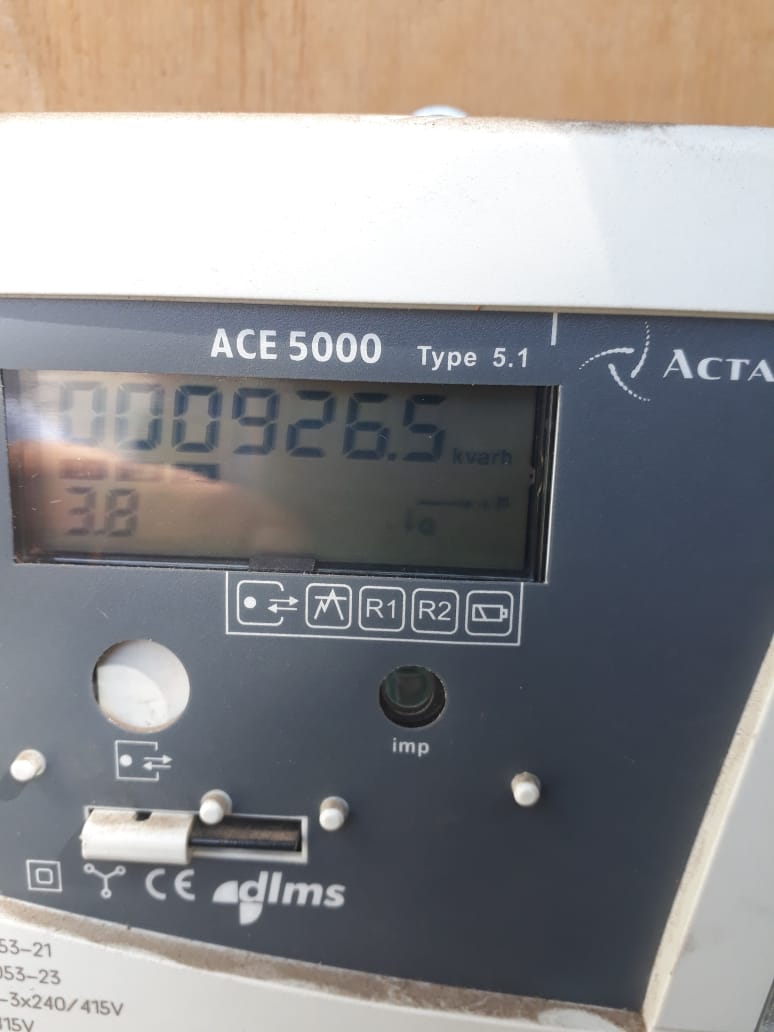 ACE 5000 Type 5.1
ACTA
000926.5 kvarh
3.8
R1 R2
imp
CE dlms
53-21
053-23
-3x240/415V
415V